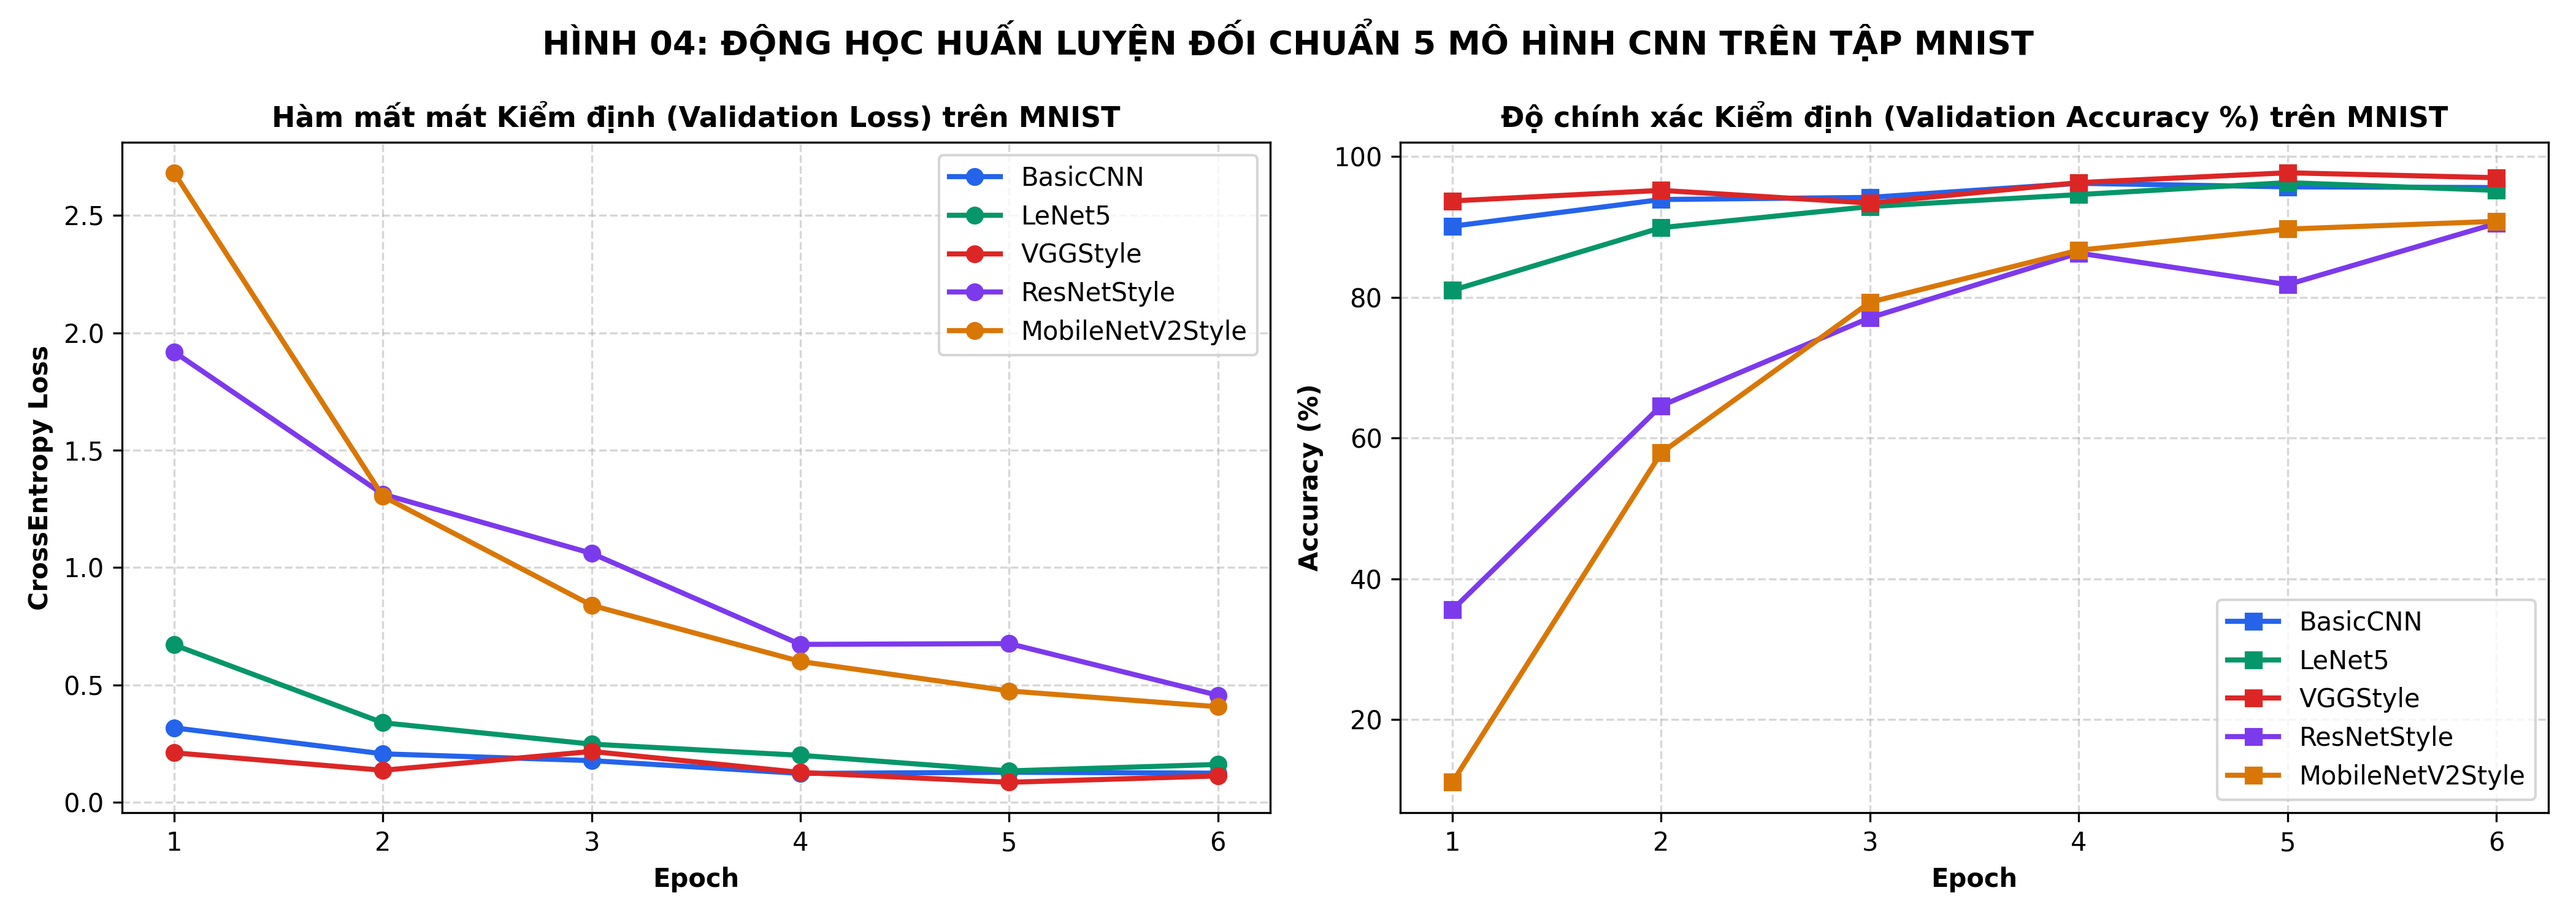 HÌNH 04: ĐỘNG HỌC HUẤN LUYỆN ĐỐI CHUẨN 5 MÔ HÌNH CNN TRÊN TẬP MNIST
Hàm mất mát Kiểm định (Validation Loss) trên MNIST
CrossEntropy Loss
2.5
2.0
1.5
1.0
0.5
0.0
BasicCNN
LeNet5
VGGStyle
ResNetStyle
MobileNetV2Style
1 2 3 4 5 6
Epoch
Độ chính xác Kiểm định (Validation Accuracy %) trên MNIST
Accuracy (%)
100
80
60
40
20
BasicCNN
LeNet5
VGGStyle
ResNetStyle
MobileNetV2Style
1 2 3 4 5 6
Epoch